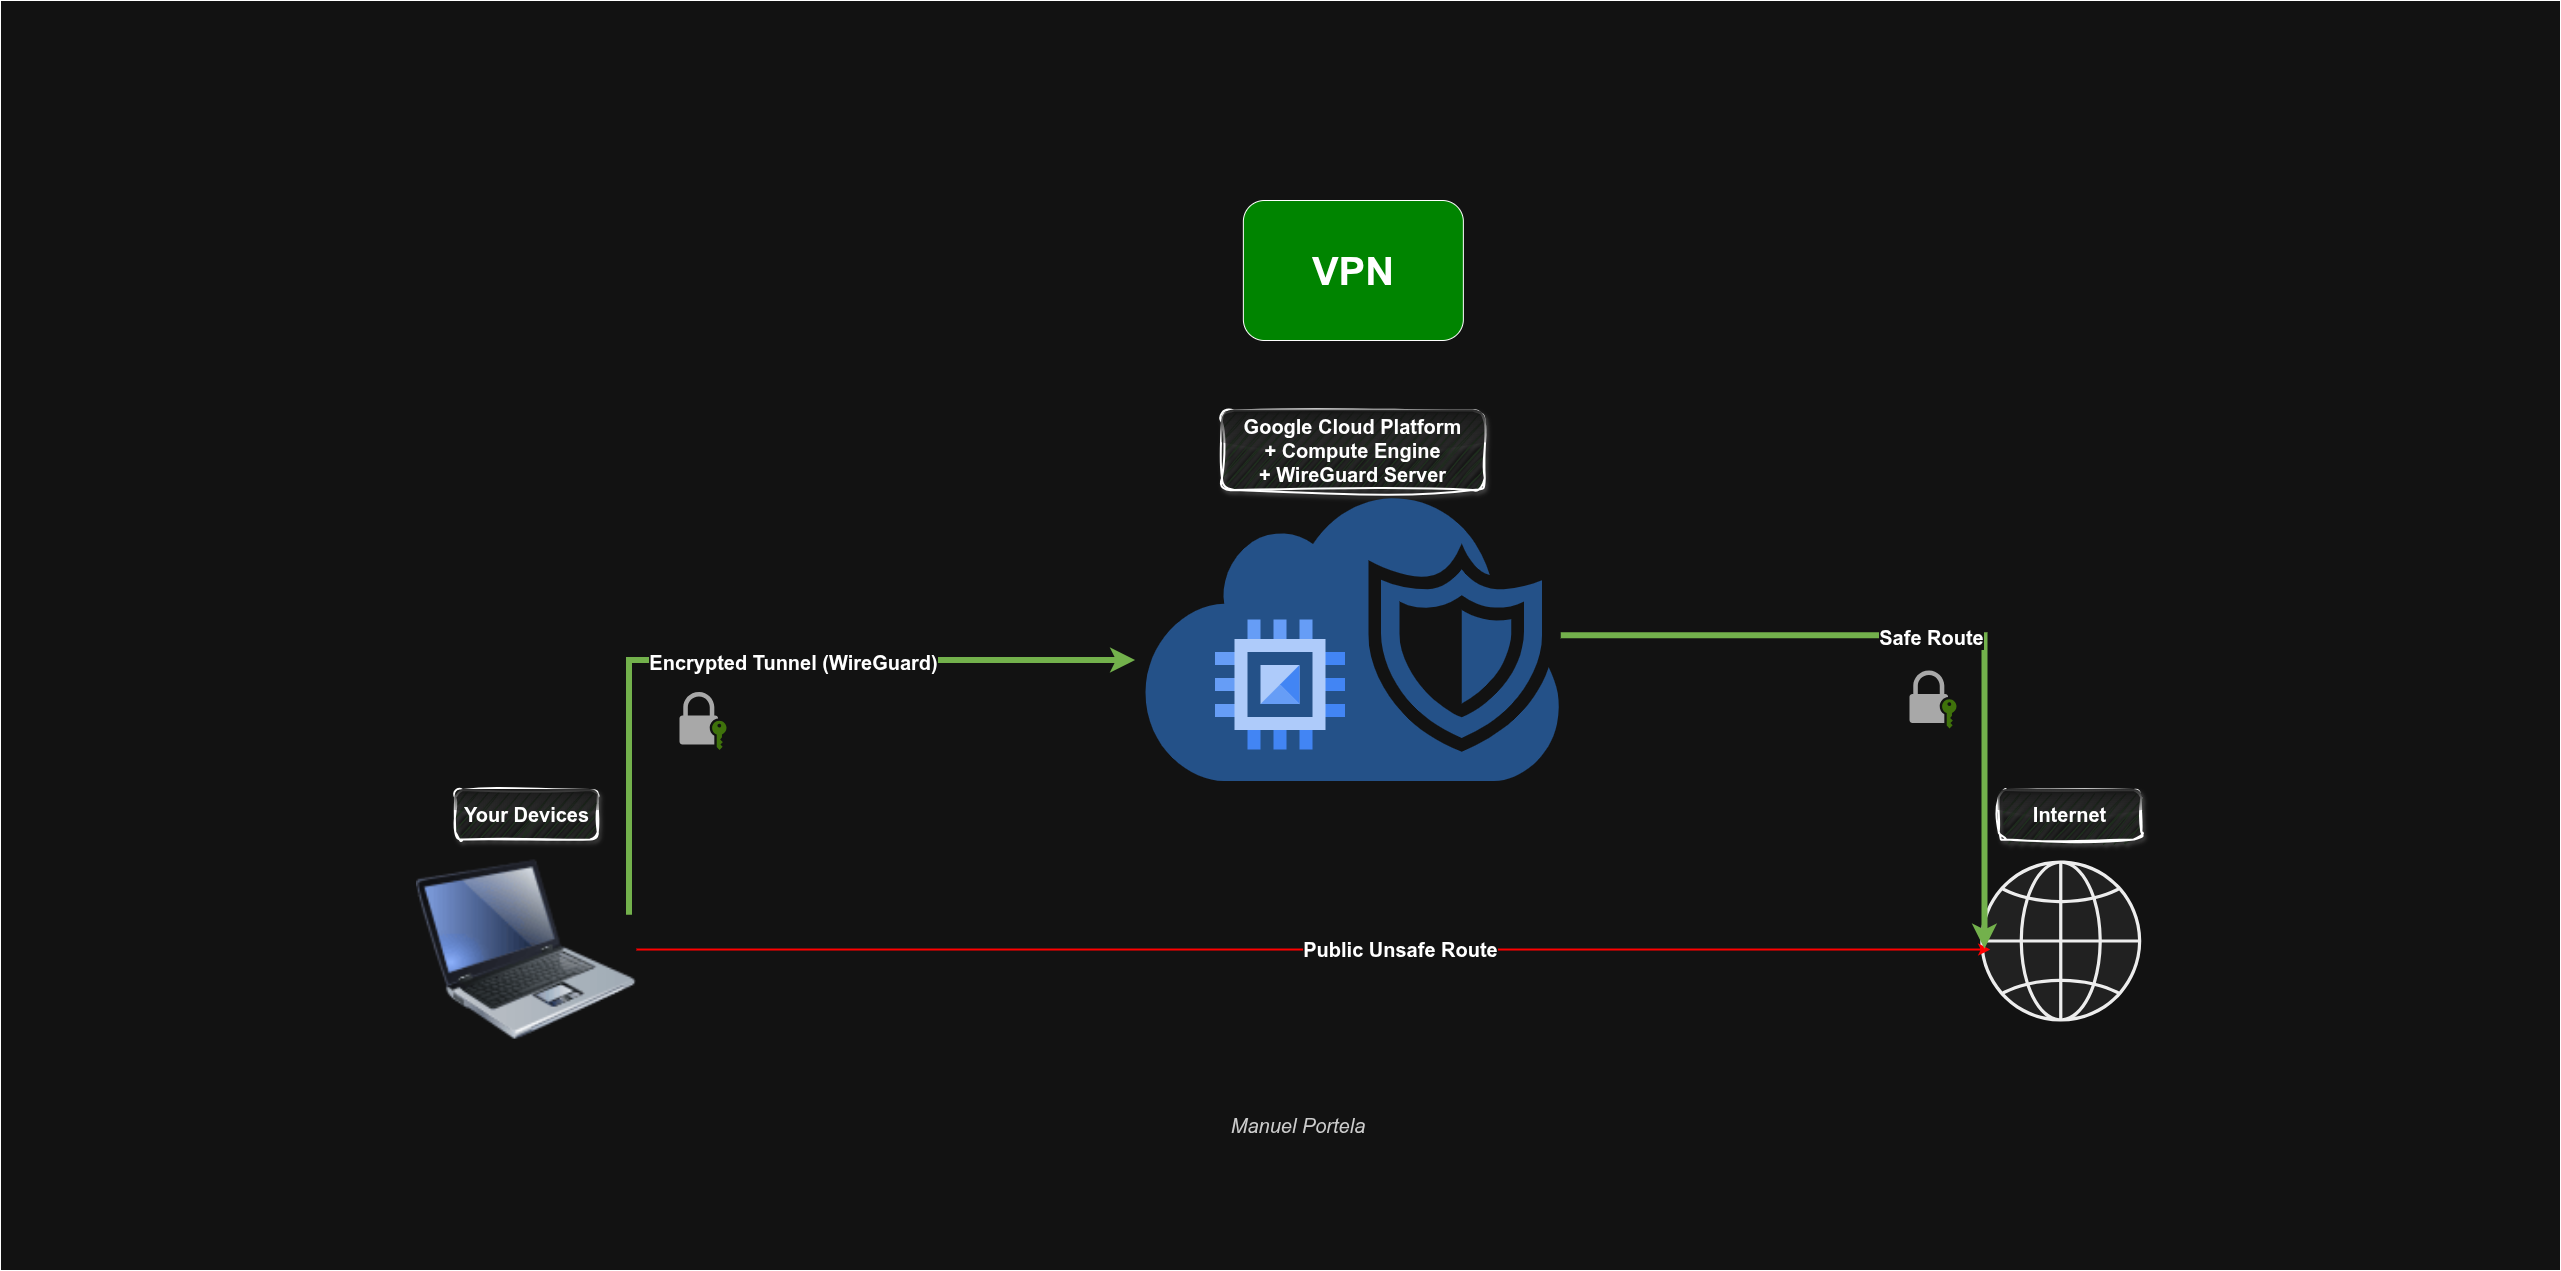 VPN
Google Cloud Platform
+ Compute Engine
+ WireGuard Server
Encrypted Tunnel (WireGuard)
Safe Route
Your Devices
Internet
Public Unsafe Route
Manuel Portela